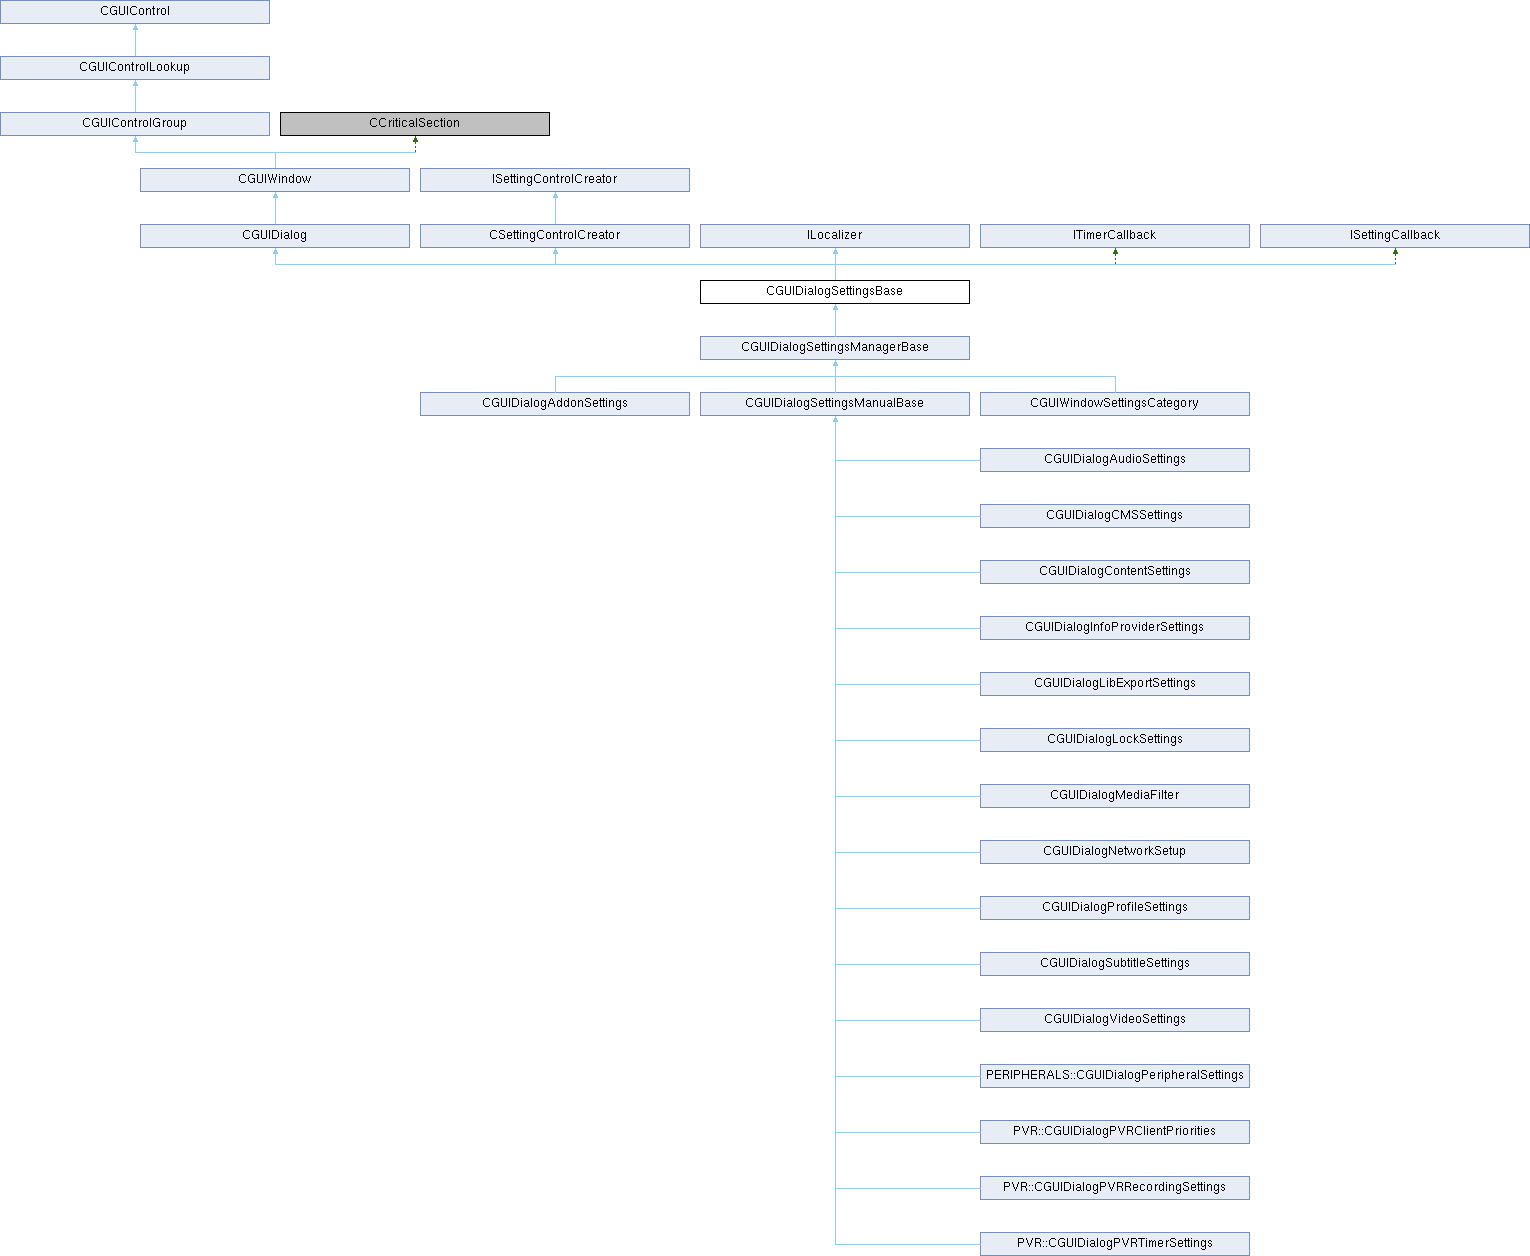 CGUIControl
CGUIControlLookup
CGUIControlGroup
CCriticalSection
CGUIWindow
ISettingControlCreator
CGUIDialog
CSettingControlCreator
ILocalizer
ITimerCallback
ISettingCallback
CGUIDialogSettingsBase
CGUIDialogSettingsManagerBase
CGUIDialogAddonSettings
CGUIDialogSettingsManualBase
CGUIWindowSettingsCategory
CGUIDialogAudioSettings
CGUIDialogCMSSettings
CGUIDialogContentSettings
CGUIDialogInfoProviderSettings
CGUIDialogLibExportSettings
CGUIDialogLockSettings
CGUIDialogMediaFilter
CGUIDialogNetworkSetup
CGUIDialogProfileSettings
CGUIDialogSubtitleSettings
CGUIDialogVideoSettings
PERIPHERALS::CGUIDialogPeripheralSettings
PVR::CGUIDialogPVRClientPriorities
PVR::CGUIDialogPVRRecordingSettings
PVR::CGUIDialogPVRTimerSettings